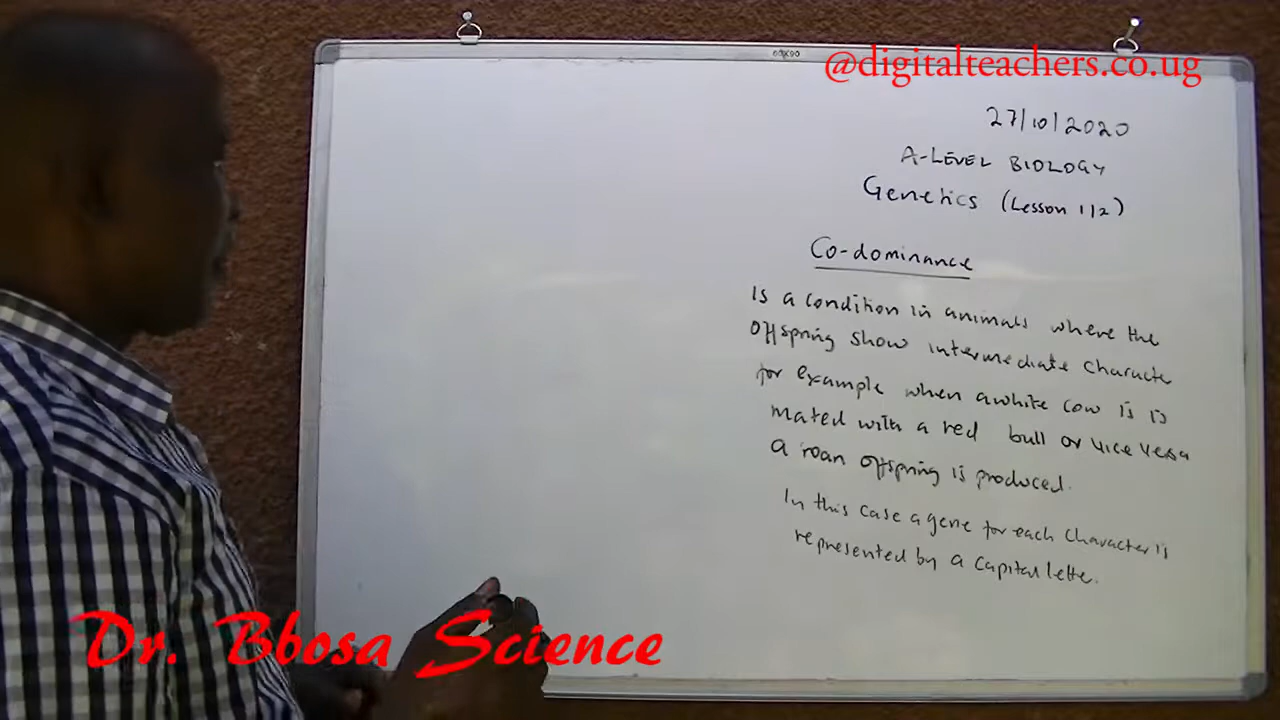 @digitalteachers.co.ug
27/10/2020
A-LEVEL BIOLOGY
Genetics (Lesson 1/2)
Co-dominance
Is a condition in animals where the
offspring show intermediate character
for example when a white cow is is
mated with a red bull or vice versa
a roan offspring is produced.
In this case a gene for each character is
represented by a capital letter.
Dr. Bbosa Science